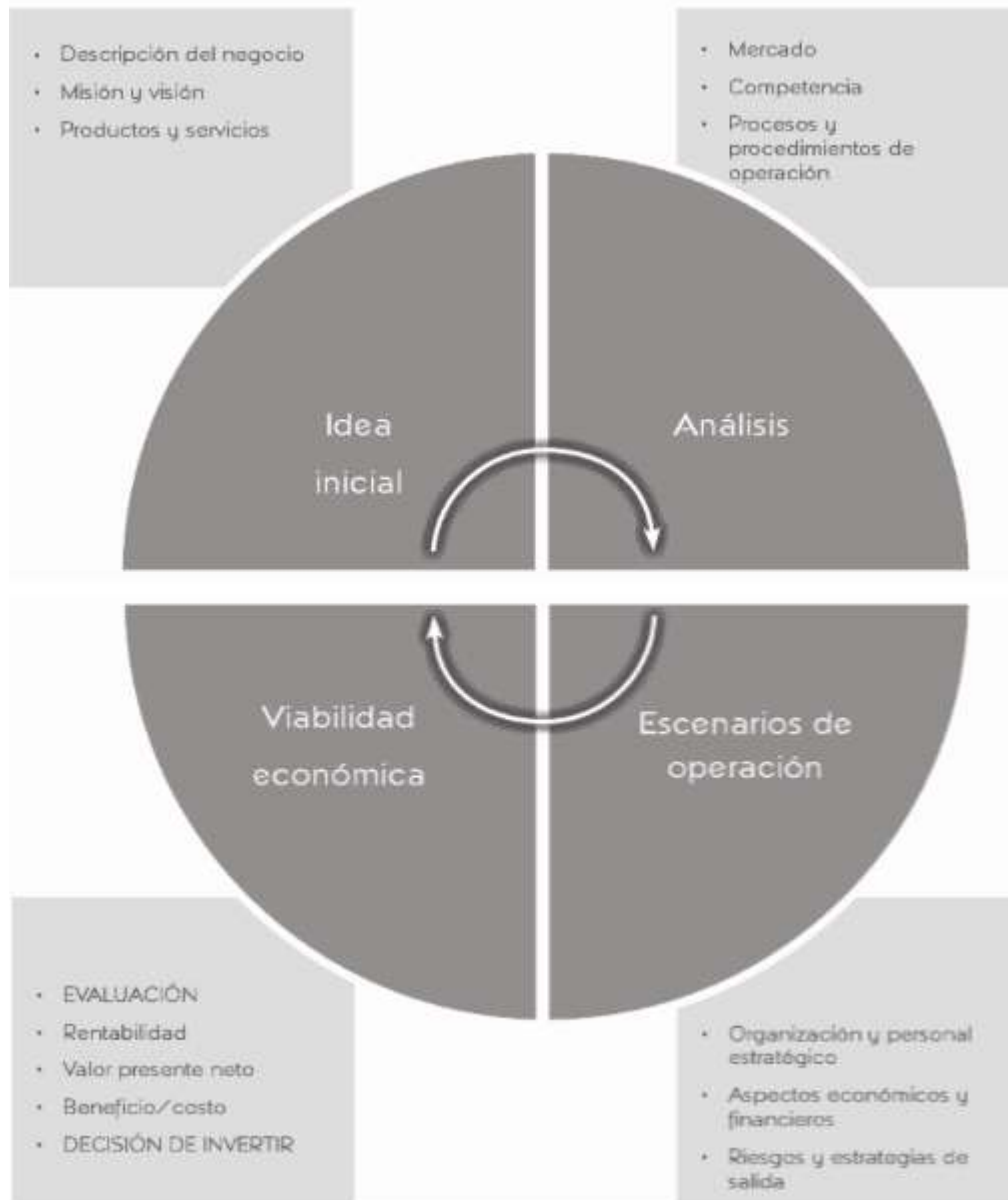 • Descripción del negocio
• Misión y visión
• Productos y servicios
• Mercado
• Competencia
• Procesos y
procedimientos de
operación
Idea
inicial
Análisis
Viabilidad
económica
Escenarios de
operación
• EVALUACIÓN
• Rentabilidad
• Valor presente neto
• Beneficio/costo
• DECISIÓN DE INVERTIR
• Organización y personal
estratégico
• Aspectos económicos y
financieros
• Riesgos y estrategias de
salida